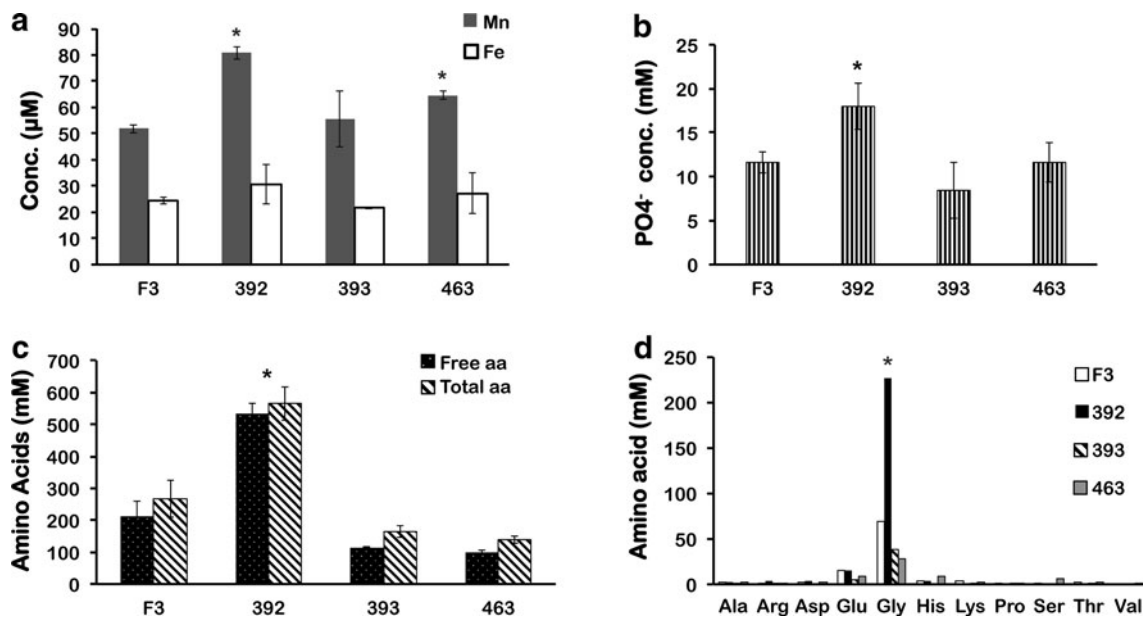 a
Mn
Fe
Conc. (µM)
90
80
70
60
50
40
30
20
10
0
*
*
F3 392 393 463
b
PO4- conc. (mM)
25
20
15
10
5
0
*
F3 392 393 463
c
Free aa
Total aa
Amino Acids (mM)
700
600
500
400
300
200
100
0
*
F3 392 393 463
d
F3
392
393
463
Amino acid (mM)
250
200
150
100
50
0
*
Ala Arg Asp Glu Gly His Lys Pro Ser Thr Val